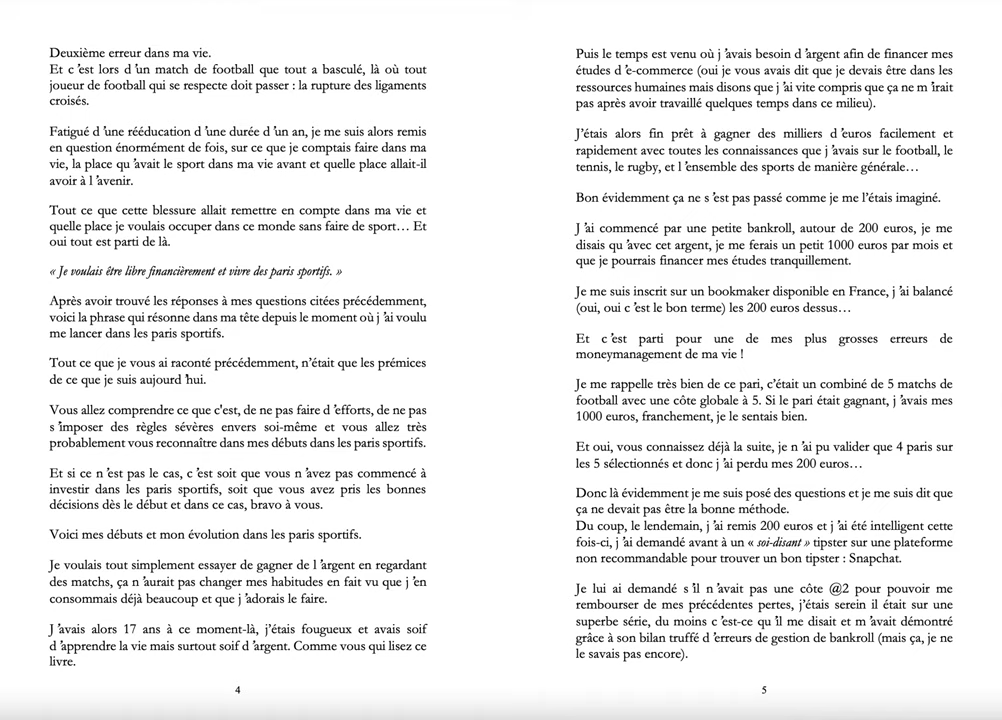 Deuxième erreur dans ma vie.
Et c 'est lors d 'un match de football que tout a basculé, là où tout
joueur de football qui se respecte doit passer : la rupture des ligaments
croisés.
Fatigué d 'une rééducation d 'une durée d 'un an, je me suis alors remis
en question énormément de fois, sur ce que je comptais faire dans ma
vie, la place qu 'avait le sport dans ma vie avant et quelle place allait-il
avoir à l 'avenir.
Tout ce que cette blessure allait remettre en compte dans ma vie et
quelle place je voulais occuper dans ce monde sans faire de sport… Et
oui tout est parti de là.
« Je voulais être libre financièrement et vivre des paris sportifs. »
Après avoir trouvé les réponses à mes questions citées précédemment,
voici la phrase qui résonne dans ma tête depuis le moment où j 'ai voulu
me lancer dans les paris sportifs.
Tout ce que je vous ai raconté précédemment, n'était que les prémices
de ce que je suis aujourd 'hui.
Vous allez comprendre ce que c'est, de ne pas faire d 'efforts, de ne pas
s 'imposer des règles sévères envers soi-même et vous allez très
probablement vous reconnaître dans mes débuts dans les paris sportifs.
Et si ce n 'est pas le cas, c 'est soit que vous n 'avez pas commencé à
investir dans les paris sportifs, soit que vous avez pris les bonnes
décisions dès le début et dans ce cas, bravo à vous.
Voici mes débuts et mon évolution dans les paris sportifs.
Je voulais tout simplement essayer de gagner de l 'argent en regardant
des matchs, ça n 'aurait pas changer mes habitudes en fait vu que j 'en
consommais déjà beaucoup et que j 'adorais le faire.
J 'avais alors 17 ans à ce moment-là, j'étais fougueux et avais soif
d 'apprendre la vie mais surtout soif d 'argent. Comme vous qui lisez ce
livre.
4
Puis le temps est venu où j 'avais besoin d 'argent afin de financer mes
études d 'e-commerce (oui je vous avais dit que je devais être dans les
ressources humaines mais disons que j 'ai vite compris que ça ne m 'irait
pas après avoir travaillé quelques temps dans ce milieu).
J'étais alors fin prêt à gagner des milliers d 'euros facilement et
rapidement avec toutes les connaissances que j 'avais sur le football, le
tennis, le rugby, et l 'ensemble des sports de manière générale…
Bon évidemment ça ne s 'est pas passé comme je me l'étais imaginé.
J 'ai commencé par une petite bankroll, autour de 200 euros, je me
disais qu 'avec cet argent, je me ferais un petit 1000 euros par mois et
que je pourrais financer mes études tranquillement.
Je me suis inscrit sur un bookmaker disponible en France, j 'ai balancé
(oui, oui c 'est le bon terme) les 200 euros dessus…
Et c 'est parti pour une de mes plus grosses erreurs de
moneymanagement de ma vie !
Je me rappelle très bien de ce pari, c'était un combiné de 5 matchs de
football avec une côte globale à 5. Si le pari était gagnant, j 'avais mes
1000 euros, franchement, je le sentais bien.
Et oui, vous connaissez déjà la suite, je n 'ai pu valider que 4 paris sur
les 5 sélectionnés et donc j 'ai perdu mes 200 euros…
Donc là évidemment je me suis posé des questions et je me suis dit que
ça ne devait pas être la bonne méthode.
Du coup, le lendemain, j 'ai remis 200 euros et j 'ai été intelligent cette
fois-ci, j 'ai demandé avant à un « soi-disant » tipster sur une plateforme
non recommandable pour trouver un bon tipster : Snapchat.
Je lui ai demandé s 'il n 'avait pas une côte @2 pour pouvoir me
rembourser de mes précédentes pertes, j'étais serein il était sur une
superbe série, du moins c 'est-ce qu 'il me disait et m 'avait démontré
grâce à son bilan truffé d 'erreurs de gestion de bankroll (mais ça, je ne
le savais pas encore).
5